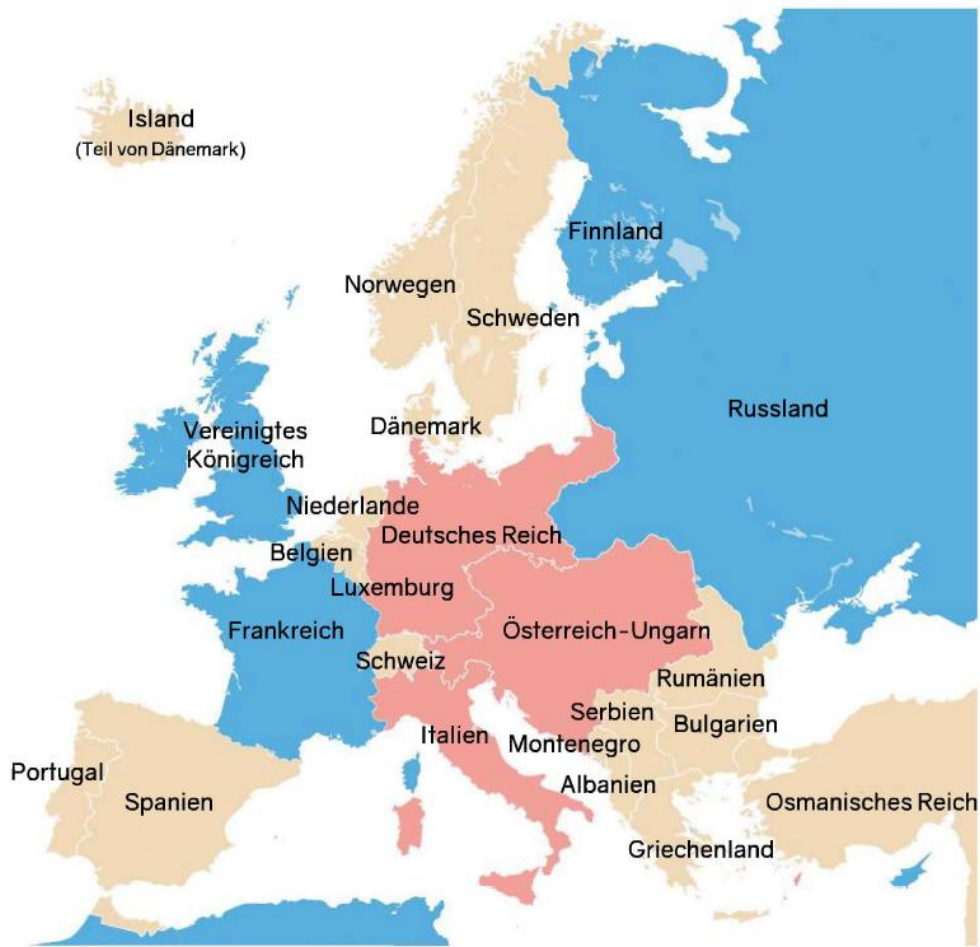 Island
(Teil von Dänemark)
Finnland
Norwegen
Schweden
Russland
Dänemark
Vereinigtes
Königreich
Niederlande
Deutsches Reich
Belgien
Luxemburg
Frankreich
Österreich-Ungarn
Schweiz
Rumänien
Serbien
Bulgarien
Italien
Montenegro
Portugal
Albanien
Spanien
Osmanisches Reich
Griechenland